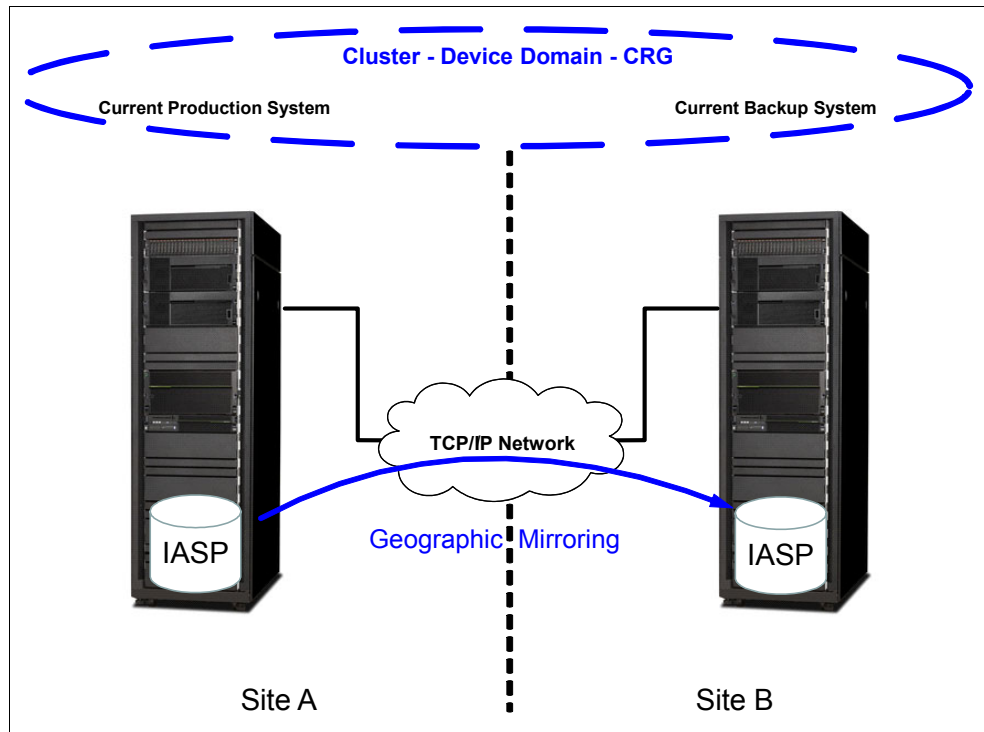 Cluster - Device Domain - CRG
Current Production System
Current Backup System
TCP/IP Network
Geographic Mirroring
IASP
IASP
Site A
Site B